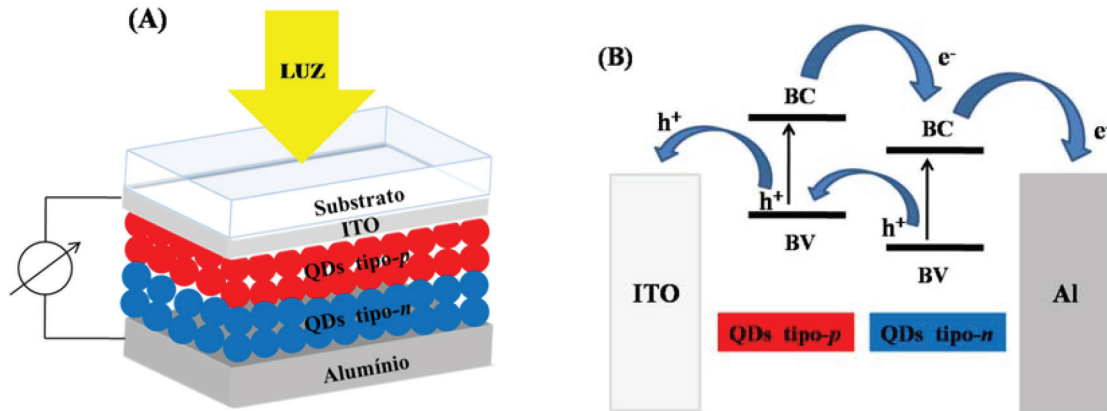 (A)
LUZ
Substrato
ITO
QDs tipo-p
QDs tipo-n
Alumínio
(B)
e-
BC
h+
BC
e-
h+
h+
BV
BV
ITO
Al
QDs tipo-p
QDs tipo-n